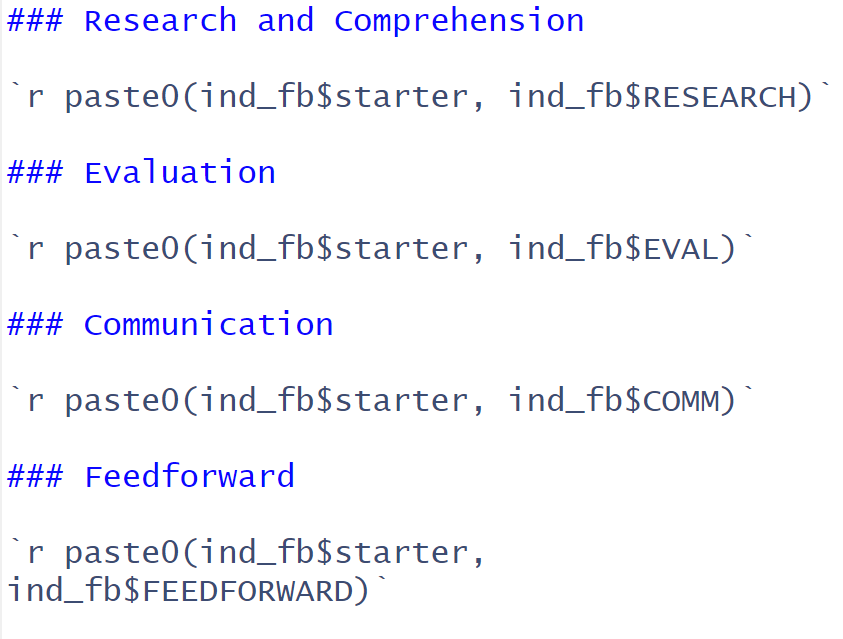 ### Research and Comprehension
`r paste0(ind_fb$starter, ind_fb$RESEARCH)`
### Evaluation
`r paste0(ind_fb$starter, ind_fb$EVAL)`
### Communication
`r paste0(ind_fb$starter, ind_fb$COMM)`
### Feedforward
`r paste0(ind_fb$starter,
ind_fb$FEEDFORWARD)`